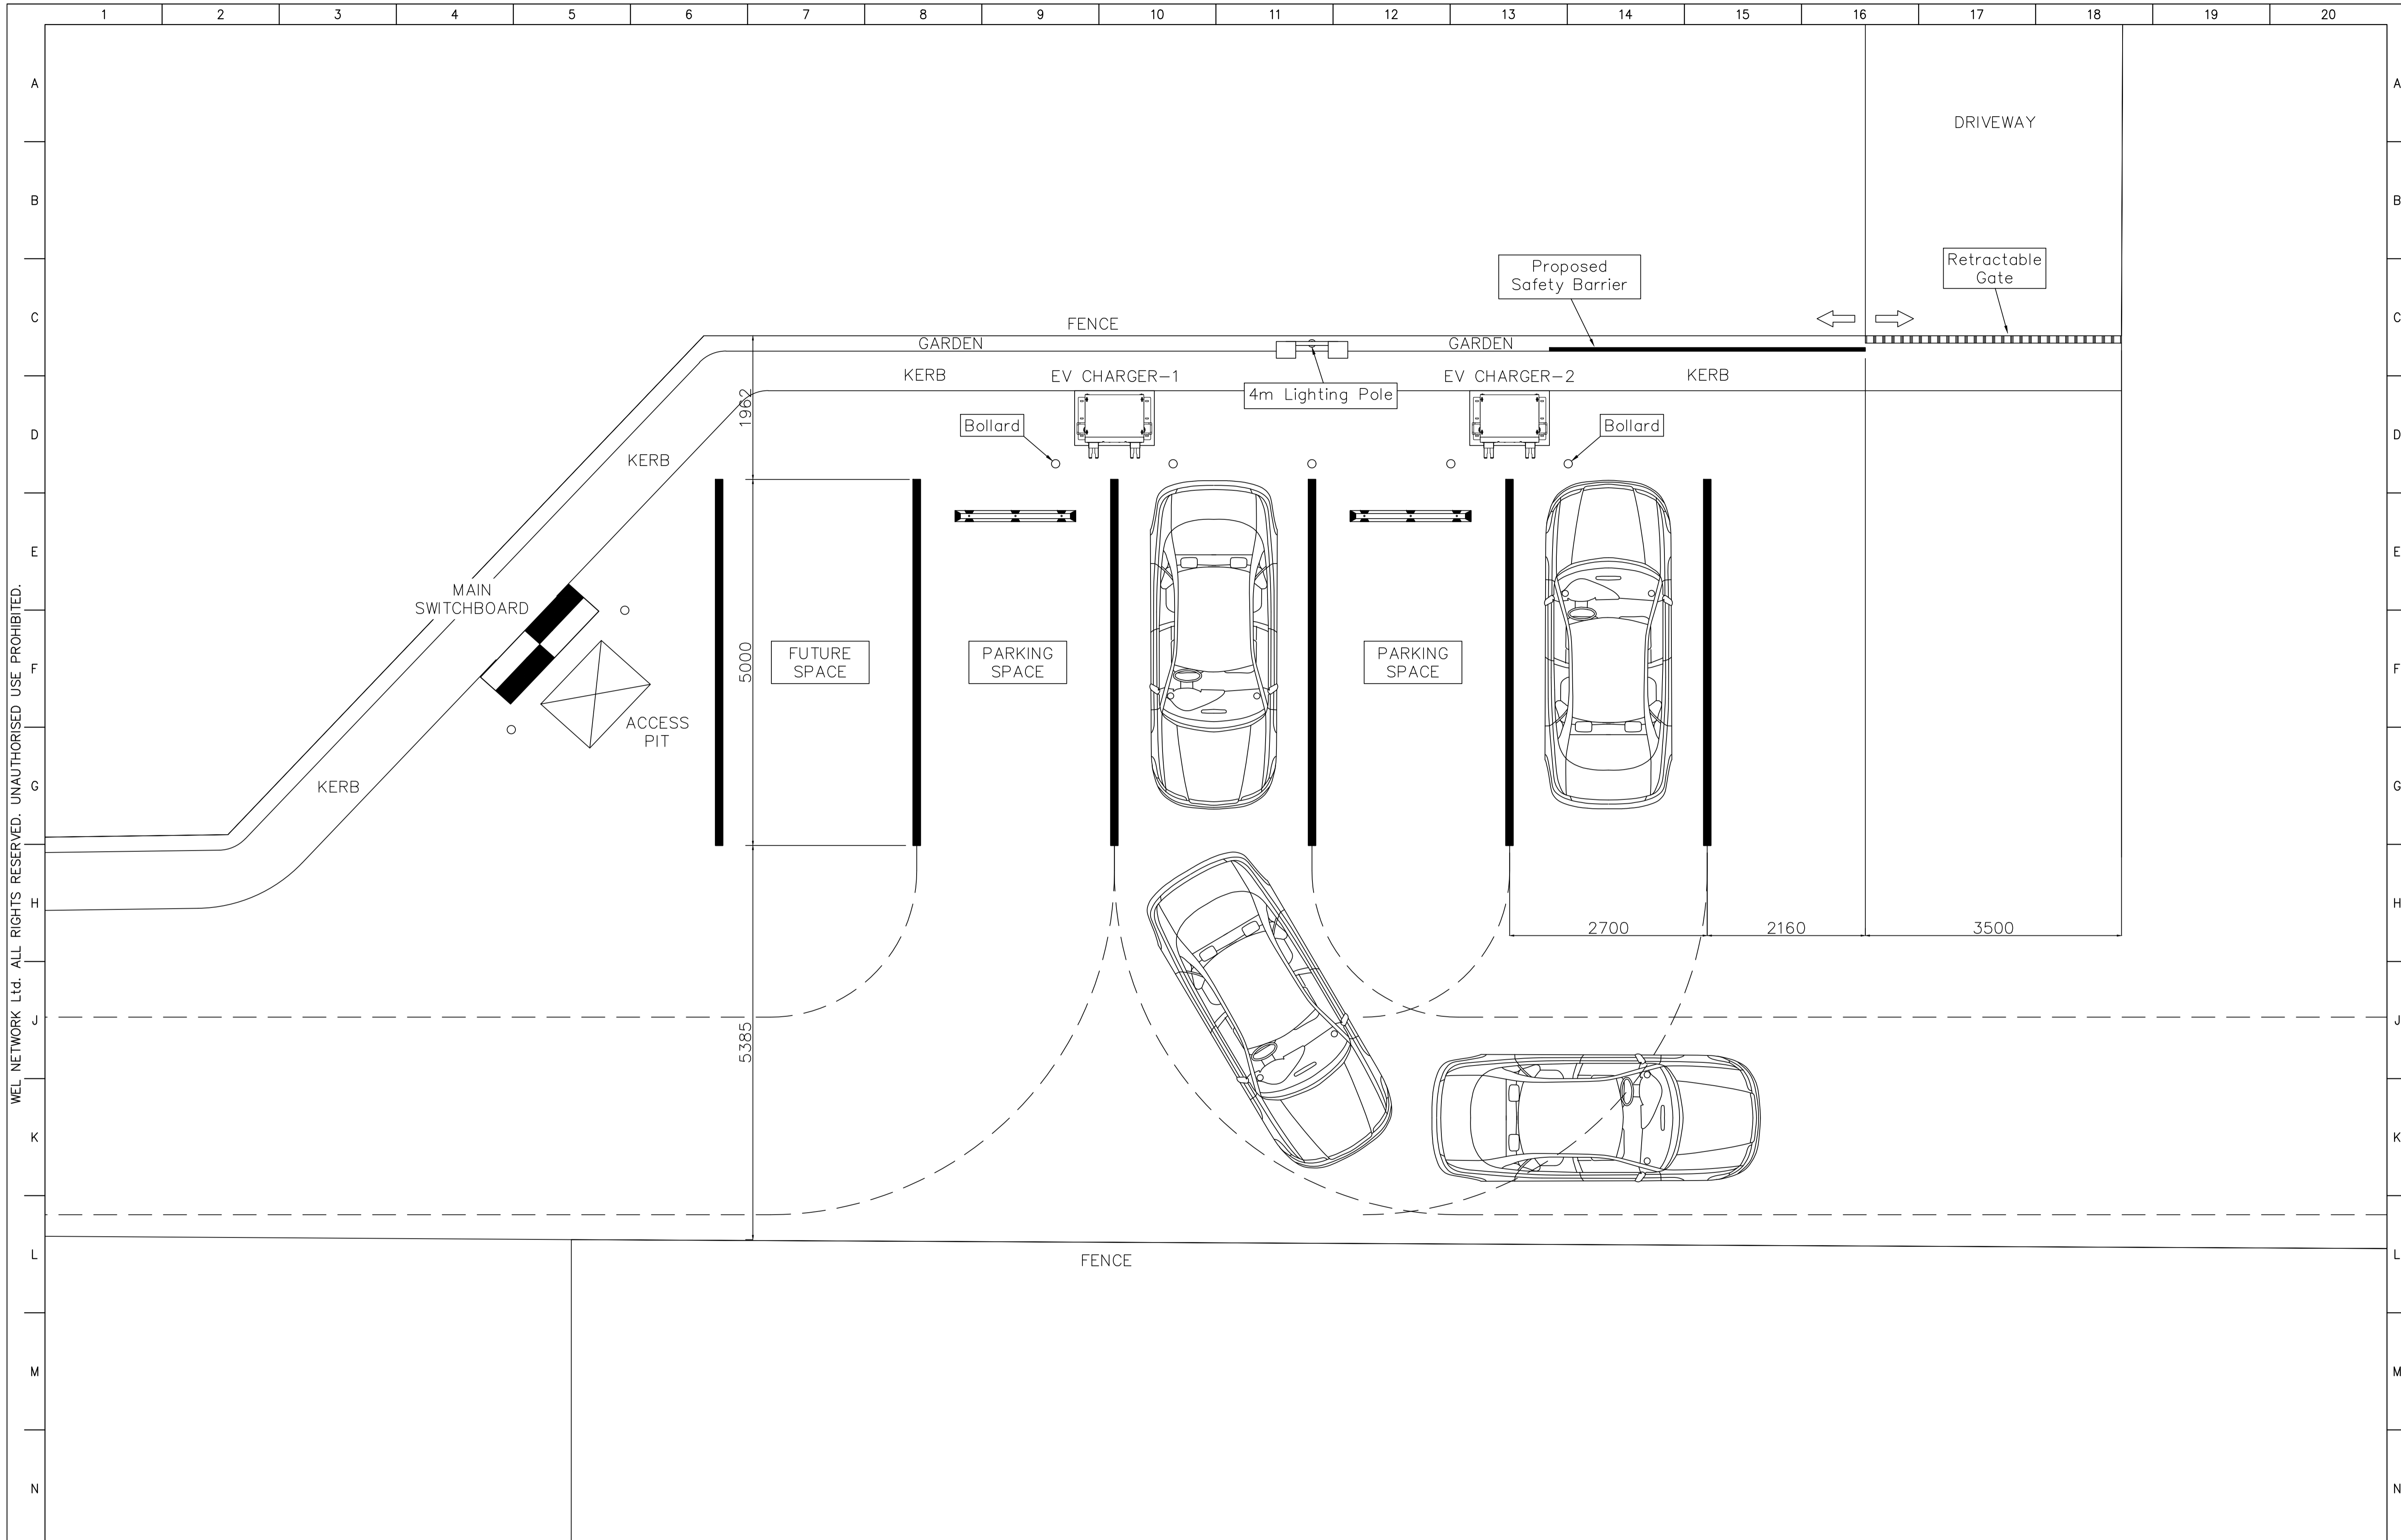 1 2 3 4 5 6 7 8 9 10 11 12 13 14 15 16 17 18 19 20
A A
DRIVEWAY
B B
Proposed
Safety Barrier
Retractable
Gate
C C
FENCE
GARDEN GARDEN
KERB EV CHARGER-1 EV CHARGER-2 KERB
4m Lighting Pole
1962
D D
Bollard Bollard
KERB
E E
MAIN
SWITCHBOARD
F F
FUTURE
SPACE
PARKING
SPACE
PARKING
SPACE
5000
ACCESS
PIT
G G
KERB
H H
2700 2160 3500
J J
5385
K K
L L
FENCE
M M
N N
WEL NETWORK Ltd. ALL RIGHTS RESERVED. UNAUTHORISED USE PROHIBITED.